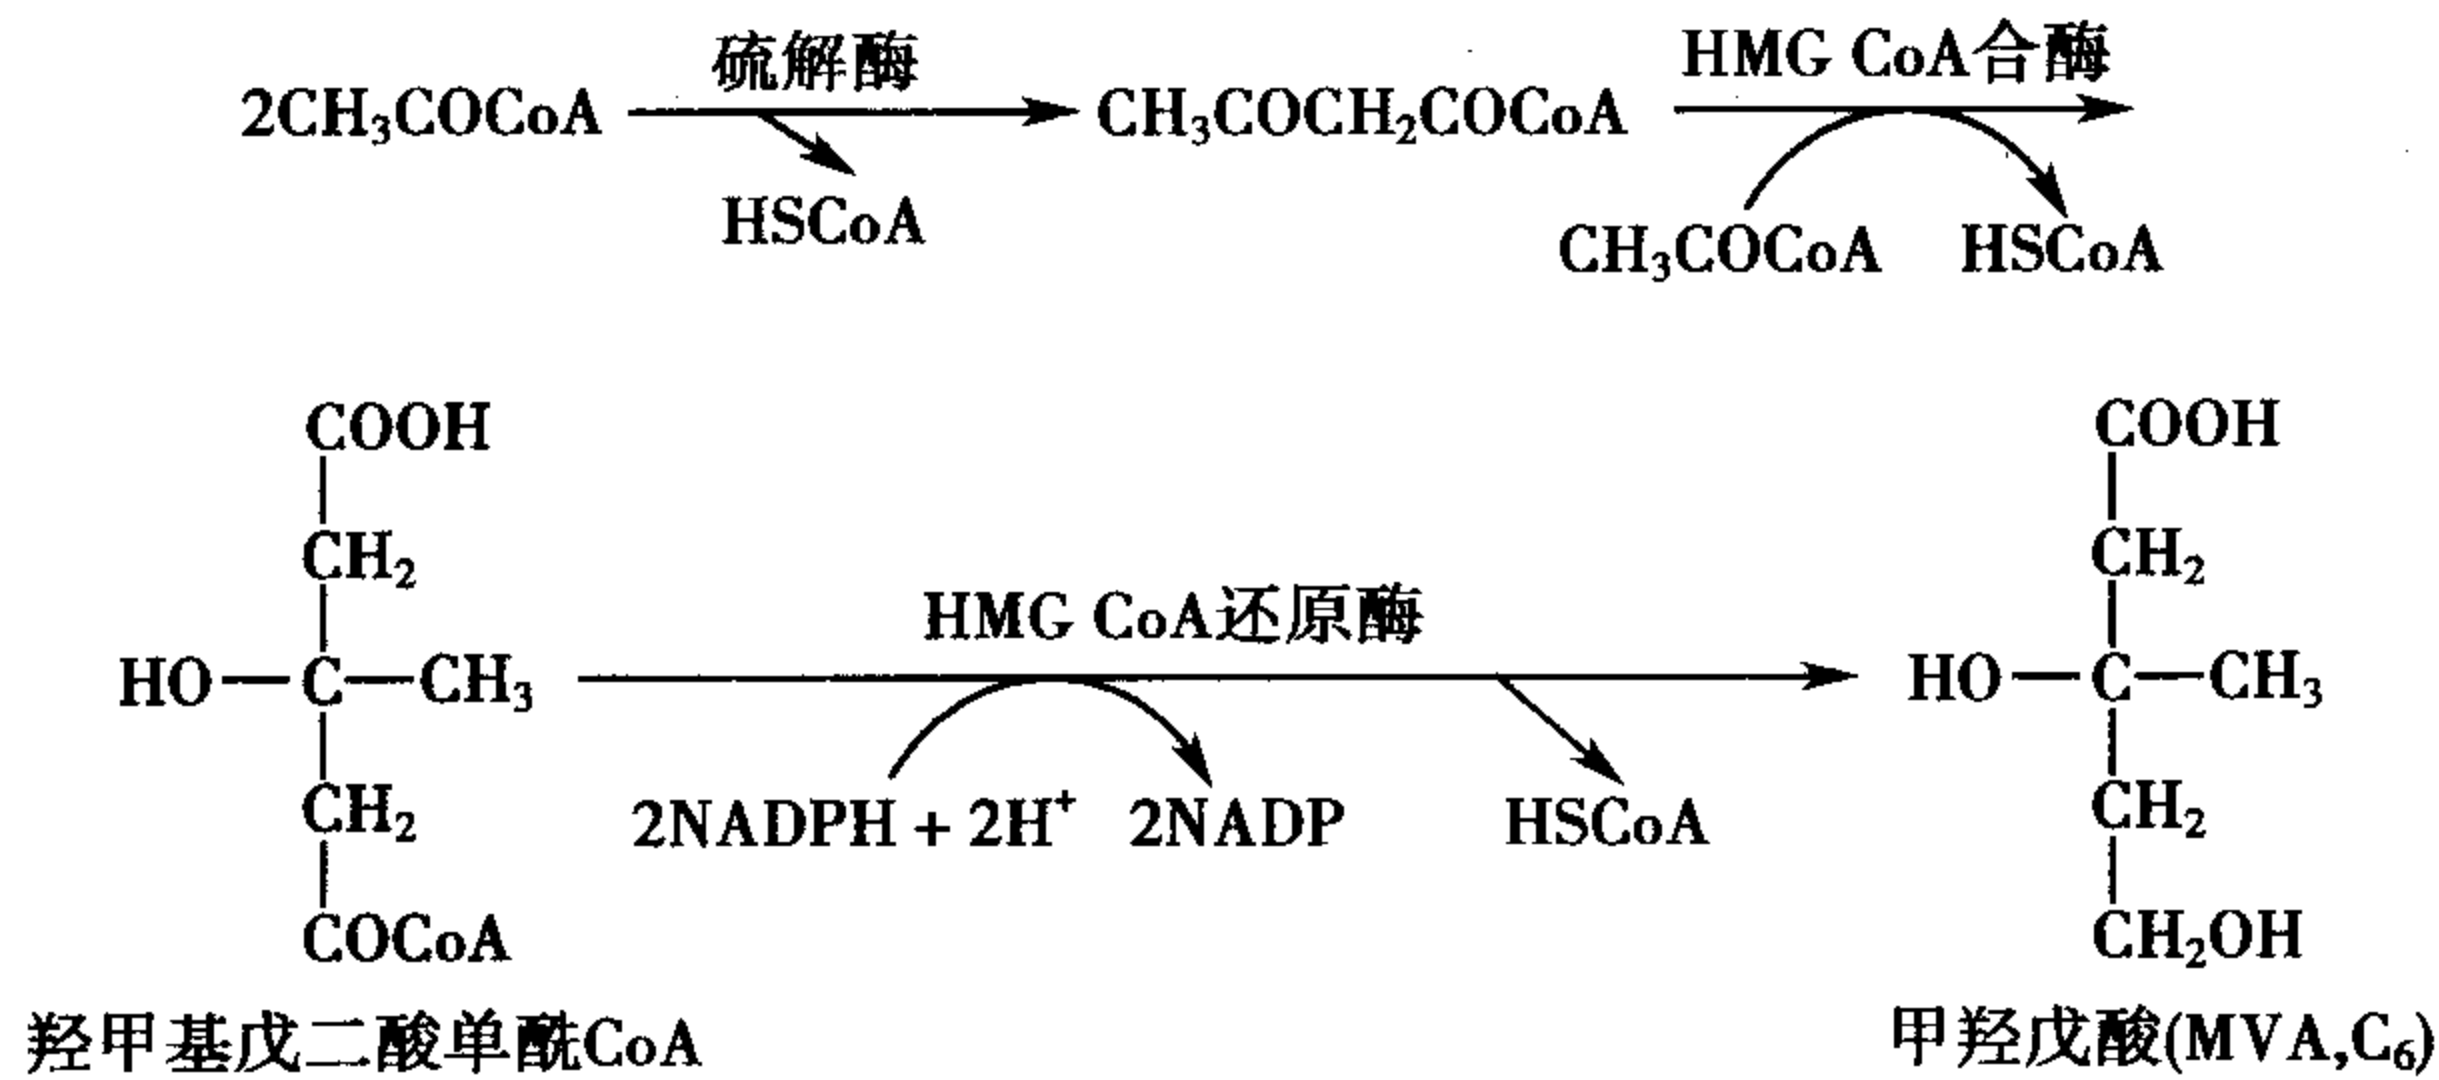 硫解酶
HMG CoA合酶
2CH₃COCoA
CH₃COCH₂COCoA
HSCoA
CH₃COCoA
HSCoA
COOH
CH₂
HO—C—CH₃
CH₂
COCoA
羟甲基戊二酸单酰CoA
HMG CoA还原酶
2NADPH + 2H⁺
2NADP
HSCoA
COOH
CH₂
HO—C—CH₃
CH₂
CH₂OH
甲羟戊酸(MVA,C₆)